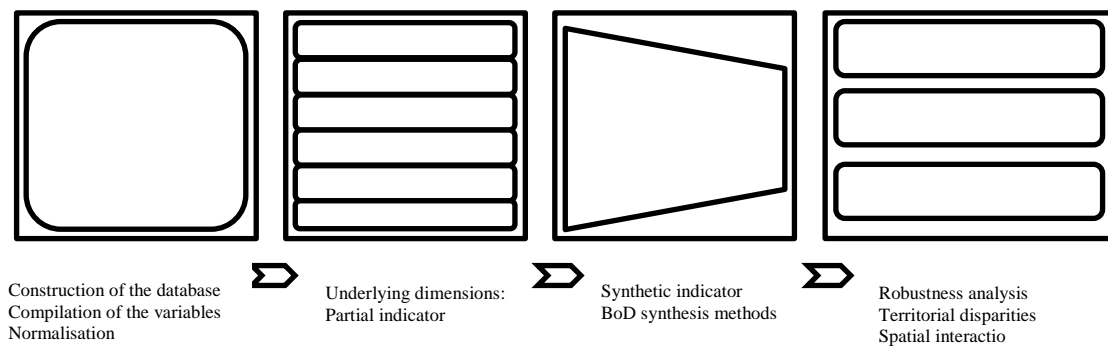 Construction of the database
Compilation of the variables
Normalisation
Underlying dimensions:
Partial indicator
Synthetic indicator
BoD synthesis methods
Robustness analysis
Territorial disparities
Spatial interactio